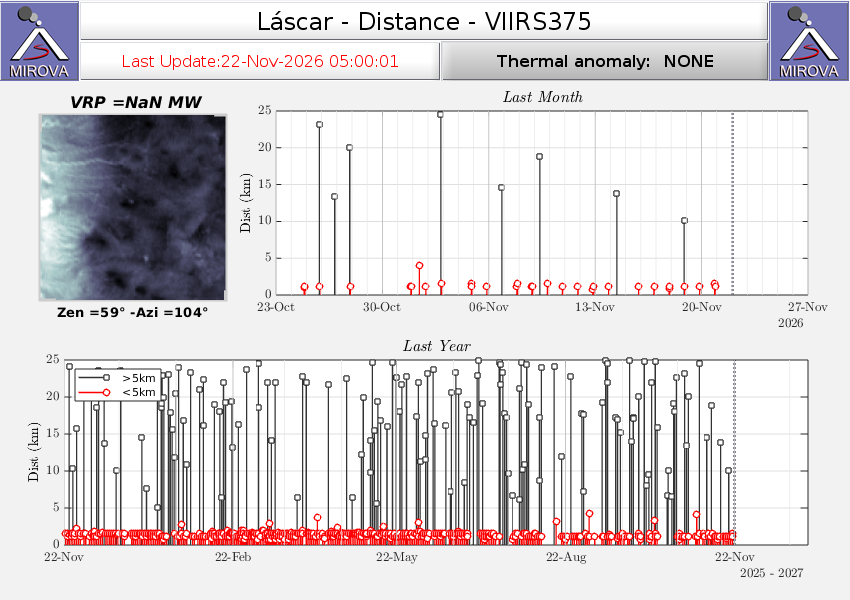 MIROVA
Láscar - Distance - VIIRS375
MIROVA
Last Update:22-Nov-2026 05:00:01
Thermal anomaly: NONE
VRP =NaN MW
Zen =59° -Azi =104°
Last Month
Dist (km)
25
20
15
10
5
0
23-Oct
30-Oct
06-Nov
13-Nov
20-Nov
27-Nov
2026
Last Year
Dist (km)
25
20
15
10
5
0
>5km
<5km
22-Nov
22-Feb
22-May
22-Aug
22-Nov
2025 - 2027